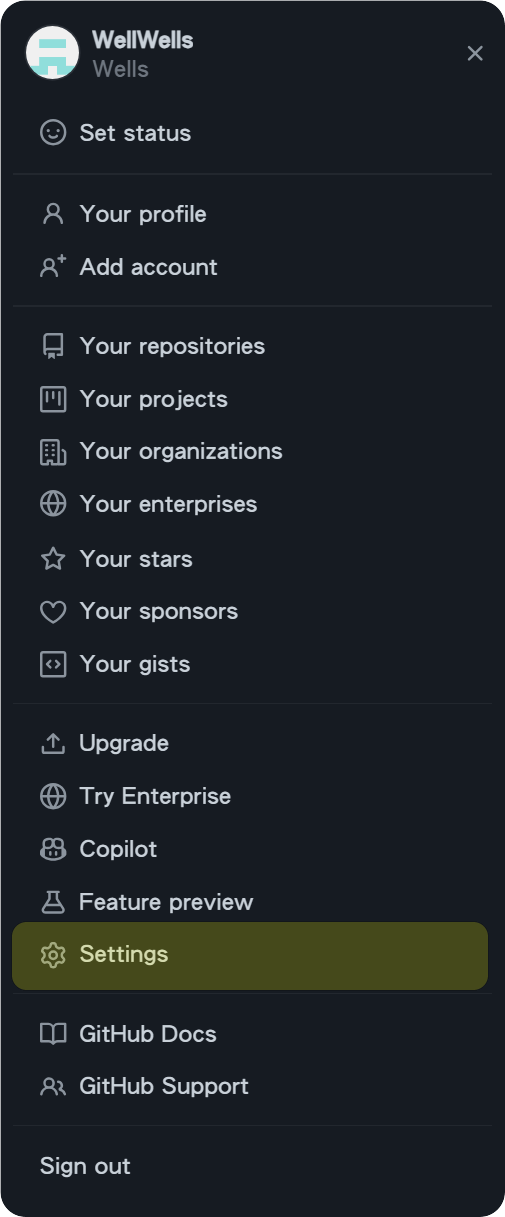 WellWells
Wells
Set status
Your profile
Add account
Your repositories
Your projects
Your organizations
Your enterprises
Your stars
Your sponsors
Your gists
Upgrade
Try Enterprise
Copilot
Feature preview
Settings
GitHub Docs
GitHub Support
Sign out